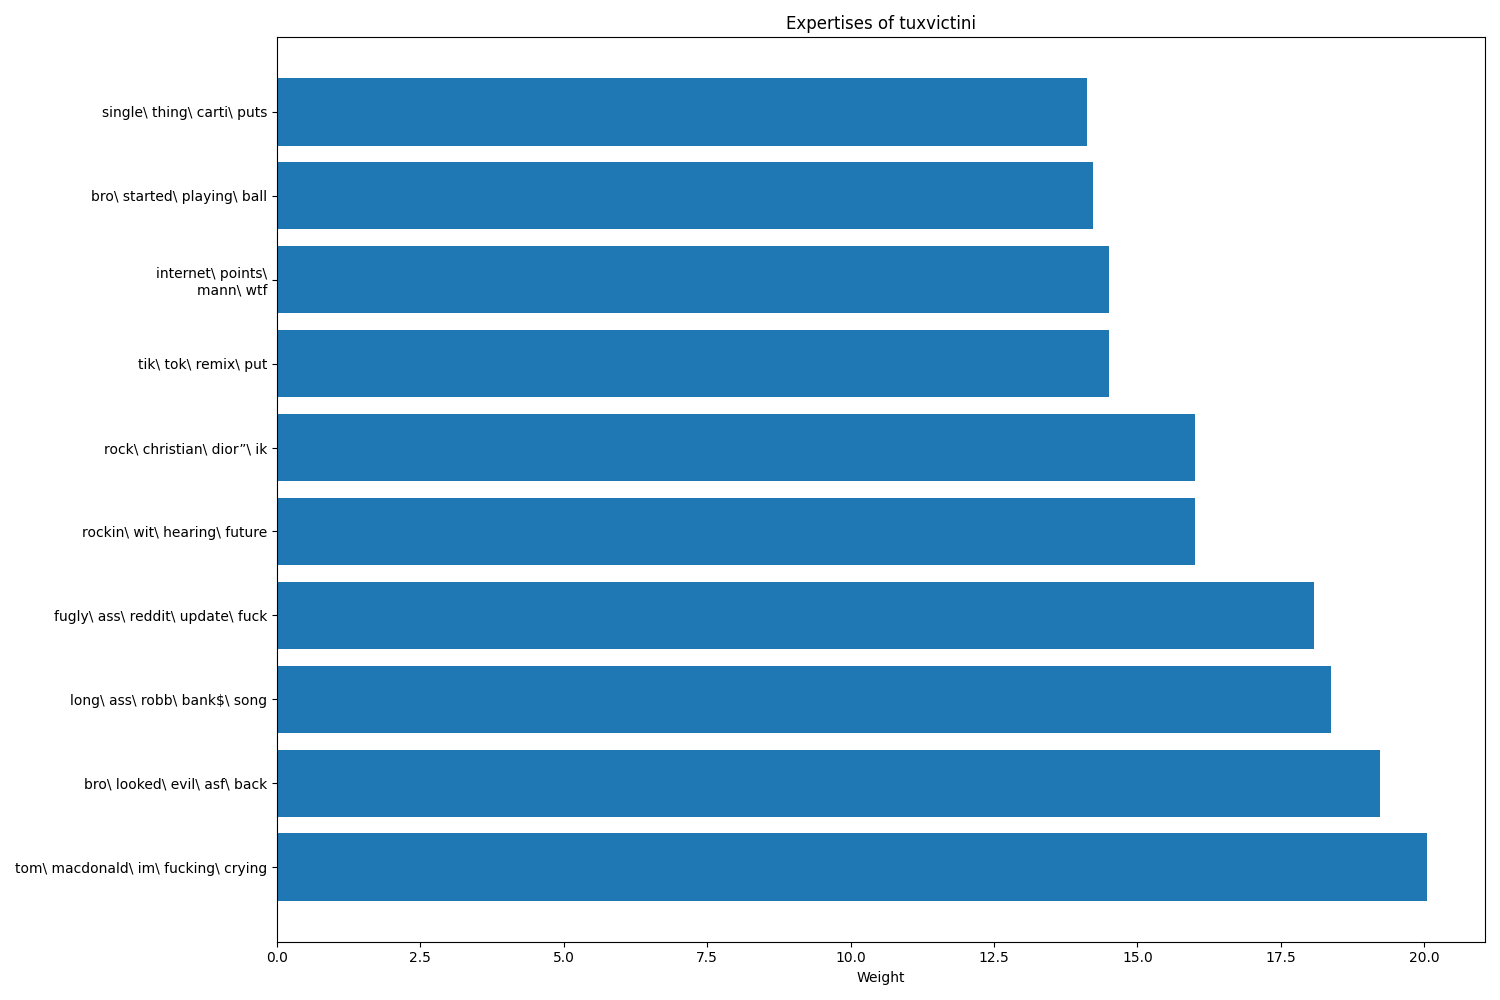 Expertises of tuxvictini
single\ thing\ carti\ puts
bro\ started\ playing\ ball
internet\ points\
mann\ wtf
tik\ tok\ remix\ put
rock\ christian\ dior”\ ik
rockin\ wit\ hearing\ future
fugly\ ass\ reddit\ update\ fuck
long\ ass\ robb\ bank$\ song
bro\ looked\ evil\ asf\ back
tom\ macdonald\ im\ fucking\ crying
0.0 2.5 5.0 7.5 10.0 12.5 15.0 17.5 20.0
Weight